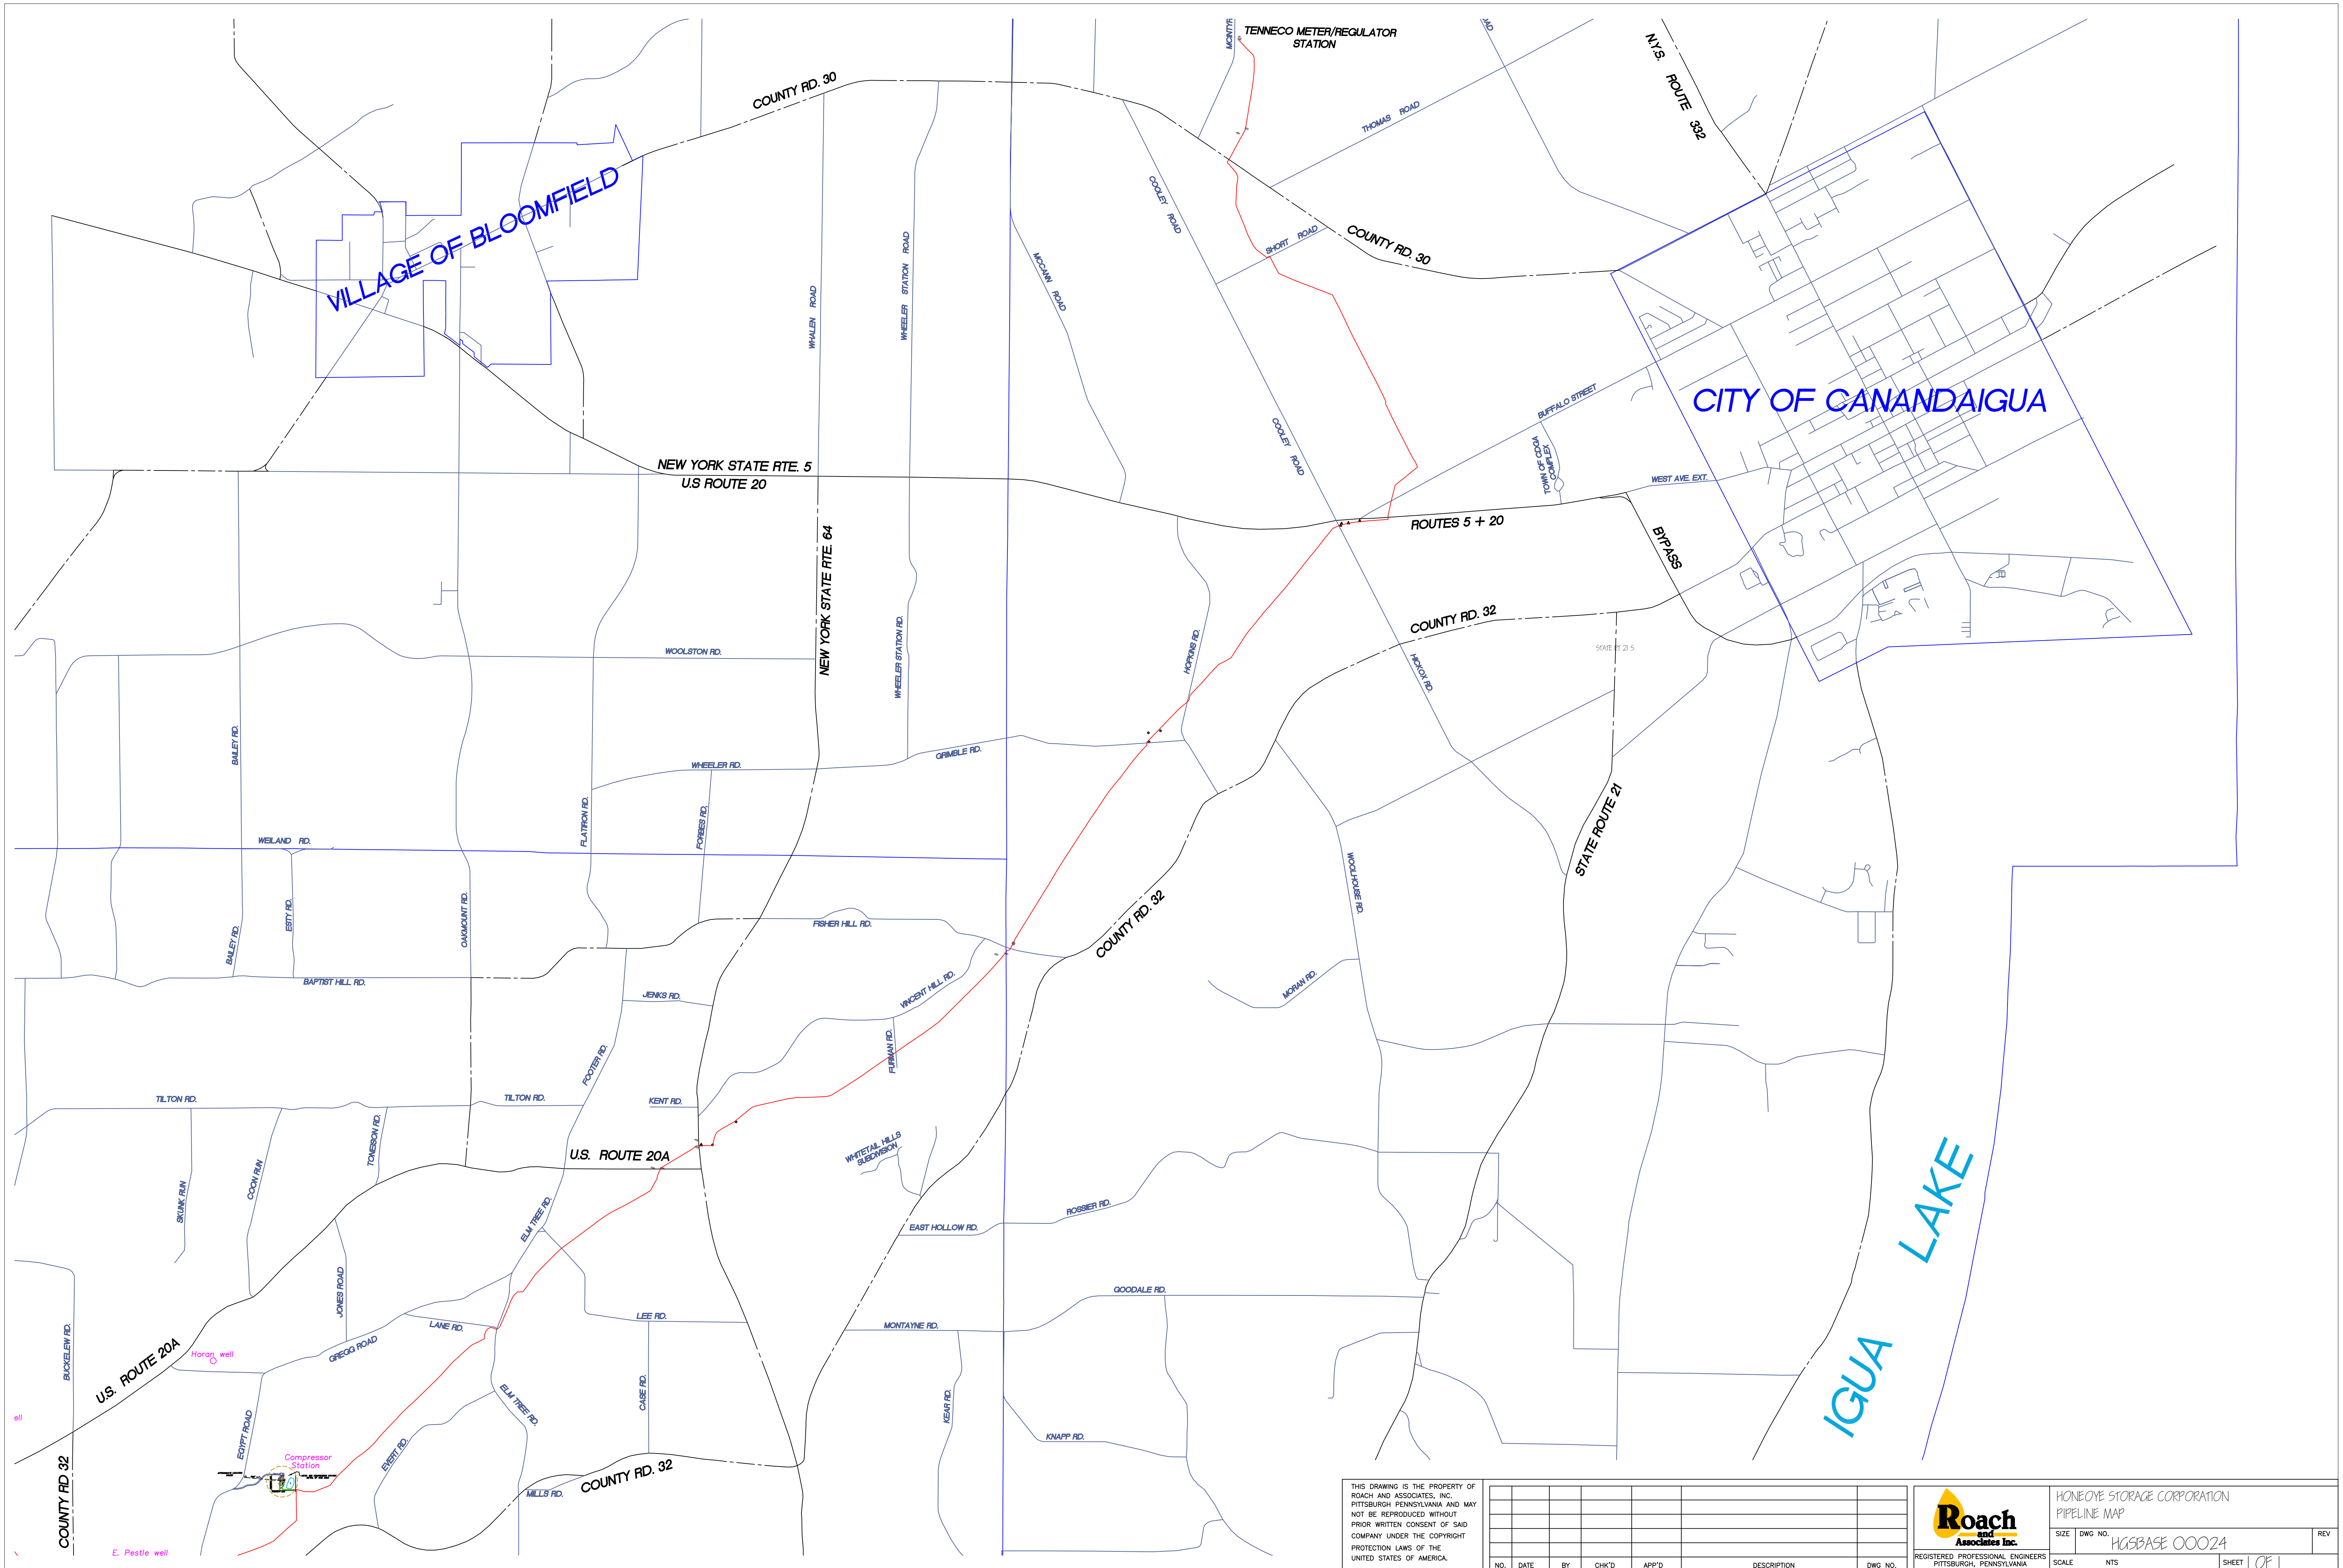 MCINTYR
TENNECO METER/REGULATOR
STATION
N.Y.S. ROUTE 332
COUNTY RD. 30
THOMAS ROAD
VILLAGE OF BLOOMFIELD
COOLEY ROAD
SHORT ROAD
COUNTY RD. 30
WHALEN ROAD
WHEELER STATION ROAD
MCCANN ROAD
CITY OF CANANDAIGUA
BUFFALO STREET
COOLEY ROAD
TOWN OF CDGA
COMPLEX
WEST AVE. EXT.
NEW YORK STATE RTE. 5
U.S ROUTE 20
ROUTES 5 + 20
BYPASS
NEW YORK STATE RTE. 64
COUNTY RD. 32
WOOLSTON RD.
WHEELER STATION RD.
HOPKINS RD.
HICKOX RD.
STATE RT 21 S
BAILEY RD.
WHEELER RD.
GRIMBLE RD.
FLATIRON RD.
FORBES RD.
STATE ROUTE 21
WEILAND RD.
WOOLHOUSE RD.
ESTY RD.
OAKMOUNT RD.
BAILEY RD.
FISHER HILL RD.
COUNTY RD. 32
BAPTIST HILL RD.
JENKS RD.
VINCENT HILL RD.
MORAN RD.
FURMAN RD.
FOOTER RD.
TILTON RD.
TILTON RD.
KENT RD.
TONEISON RD.
U.S. ROUTE 20A
WHITETAIL HILLS
SUBDIVISION
SKUNK RUN
COON RUN
ELM TREE RD.
EAST HOLLOW RD.
ROSSIER RD.
LAKE
JONES ROAD
GOODALE RD.
LANE RD.
LEE RD.
MONTAYNE RD.
BUCKELEW RD.
GREGG ROAD
Horan well
U.S. ROUTE 20A
IGUA
ell
ELM TREE RD.
CASE RD.
KEAR RD.
EGYPT ROAD
KNAPP RD.
EVERT RD.
Compressor
Station
COUNTY RD 32
MILLS RD.
COUNTY RD. 32
E. Pestle well
THIS DRAWING IS THE PROPERTY OF
ROACH AND ASSOCIATES, INC.
PITTSBURGH PENNSYLVANIA AND MAY
NOT BE REPRODUCED WITHOUT
PRIOR WRITTEN CONSENT OF SAID
COMPANY UNDER THE COPYRIGHT
PROTECTION LAWS OF THE
UNITED STATES OF AMERICA.
NO. DATE BY CHK'D APP'D DESCRIPTION DWG NO.
Roach
and
Associates Inc.
REGISTERED PROFESSIONAL ENGINEERS
PITTSBURGH, PENNSYLVANIA
HONEOYE STORAGE CORPORATION
PIPELINE MAP
SIZE DWG NO. HGSBASE 00024 REV
SCALE NTS SHEET OF